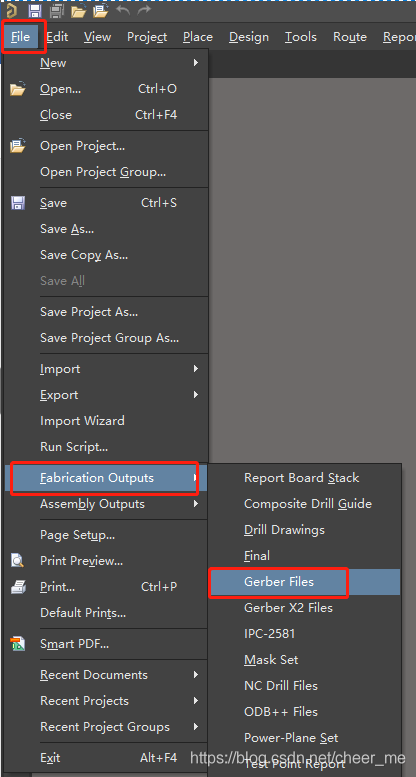 File Edit View Project Place Design Tools Route Repor
New
Open... Ctrl+O
Close Ctrl+F4
Open Project...
Open Project Group...
Save Ctrl+S
Save As...
Save Copy As...
Save All
Save Project As...
Save Project Group As...
Import
Export
Import Wizard
Run Script...
Fabrication Outputs
Assembly Outputs
Page Setup...
Print Preview...
Print... Ctrl+P
Default Prints...
Smart PDF...
Recent Documents
Recent Projects
Recent Project Groups
Exit Alt+F4
Report Board Stack
Composite Drill Guide
Drill Drawings
Final
Gerber Files
Gerber X2 Files
IPC-2581
Mask Set
NC Drill Files
ODB++ Files
Power-Plane Set
Test Point Report
https://blog.csdn.net/cheer_me